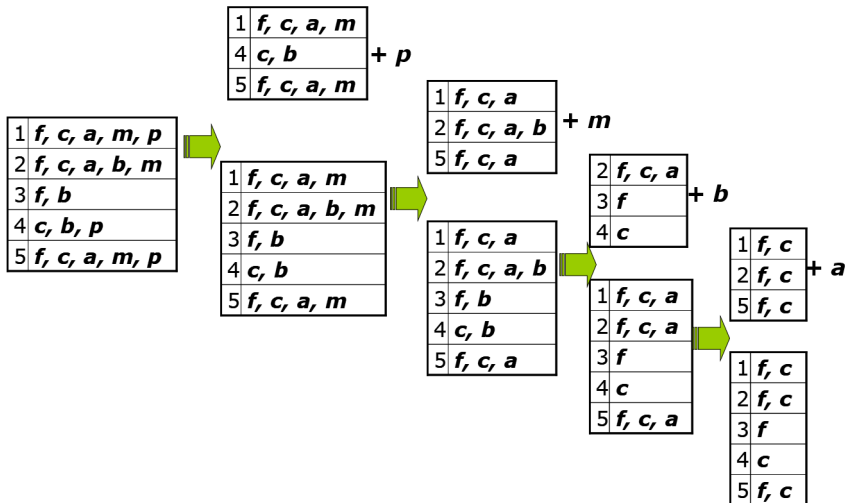 1 f, c, a, m
4 c, b
5 f, c, a, m
+ p
1 f, c, a, m, p
2 f, c, a, b, m
3 f, b
4 c, b, p
5 f, c, a, m, p
1 f, c, a
2 f, c, a, b
5 f, c, a
+ m
1 f, c, a, m
2 f, c, a, b, m
3 f, b
4 c, b
5 f, c, a, m
2 f, c, a
3 f
4 c
+ b
1 f, c, a
2 f, c, a, b
3 f, b
4 c, b
5 f, c, a
1 f, c
2 f, c
5 f, c
+ a
1 f, c, a
2 f, c, a
3 f
4 c
5 f, c, a
1 f, c
2 f, c
3 f
4 c
5 f, c